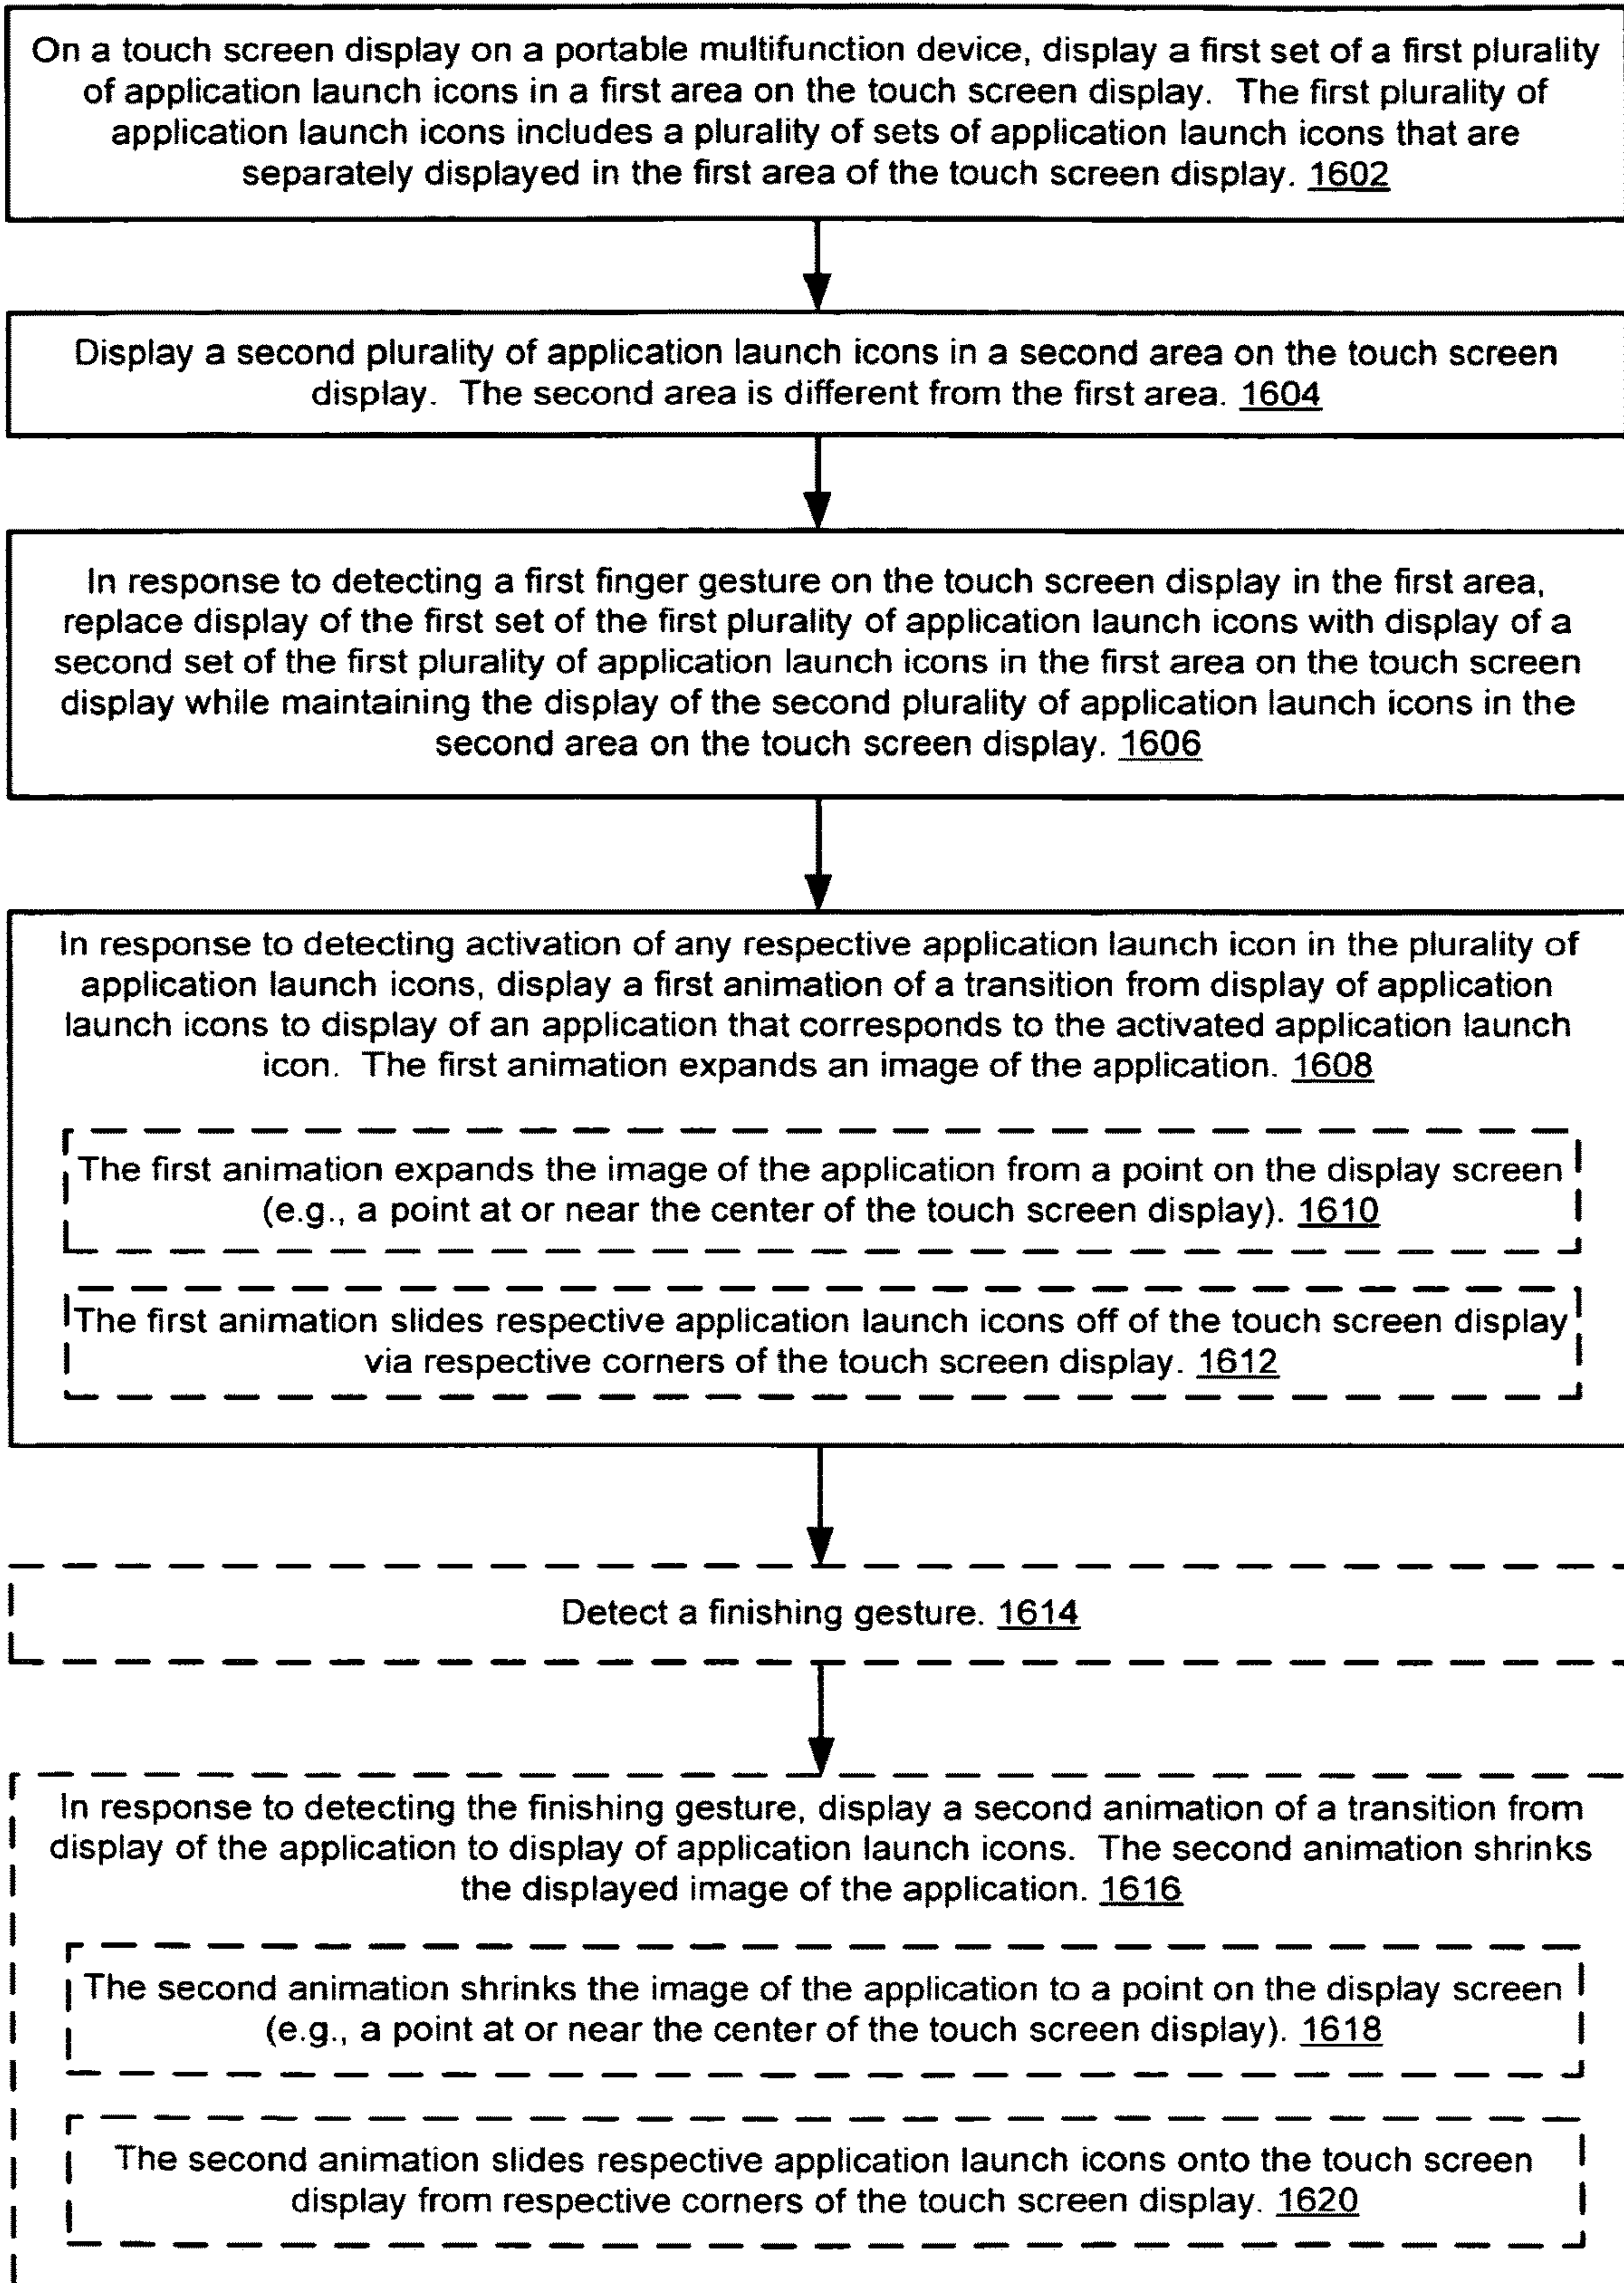 On a touch screen display on a portable multifunction device, display a first set of a first plurality
of application launch icons in a first area on the touch screen display. The first plurality of
application launch icons includes a plurality of sets of application launch icons that are
separately displayed in the first area of the touch screen display. 1602
Display a second plurality of application launch icons in a second area on the touch screen
display. The second area is different from the first area. 1604
In response to detecting a first finger gesture on the touch screen display in the first area,
replace display of the first set of the first plurality of application launch icons with display of a
second set of the first plurality of application launch icons in the first area on the touch screen
display while maintaining the display of the second plurality of application launch icons in the
second area on the touch screen display. 1606
In response to detecting activation of any respective application launch icon in the plurality of
application launch icons, display a first animation of a transition from display of application
launch icons to display of an application that corresponds to the activated application launch
icon. The first animation expands an image of the application. 1608
The first animation expands the image of the application from a point on the display screen
(e.g., a point at or near the center of the touch screen display). 1610
The first animation slides respective application launch icons off of the touch screen display
via respective corners of the touch screen display. 1612
Detect a finishing gesture. 1614
In response to detecting the finishing gesture, display a second animation of a transition from
display of the application to display of application launch icons. The second animation shrinks
the displayed image of the application. 1616
The second animation shrinks the image of the application to a point on the display screen
(e.g., a point at or near the center of the touch screen display). 1618
The second animation slides respective application launch icons onto the touch screen
display from respective corners of the touch screen display. 1620